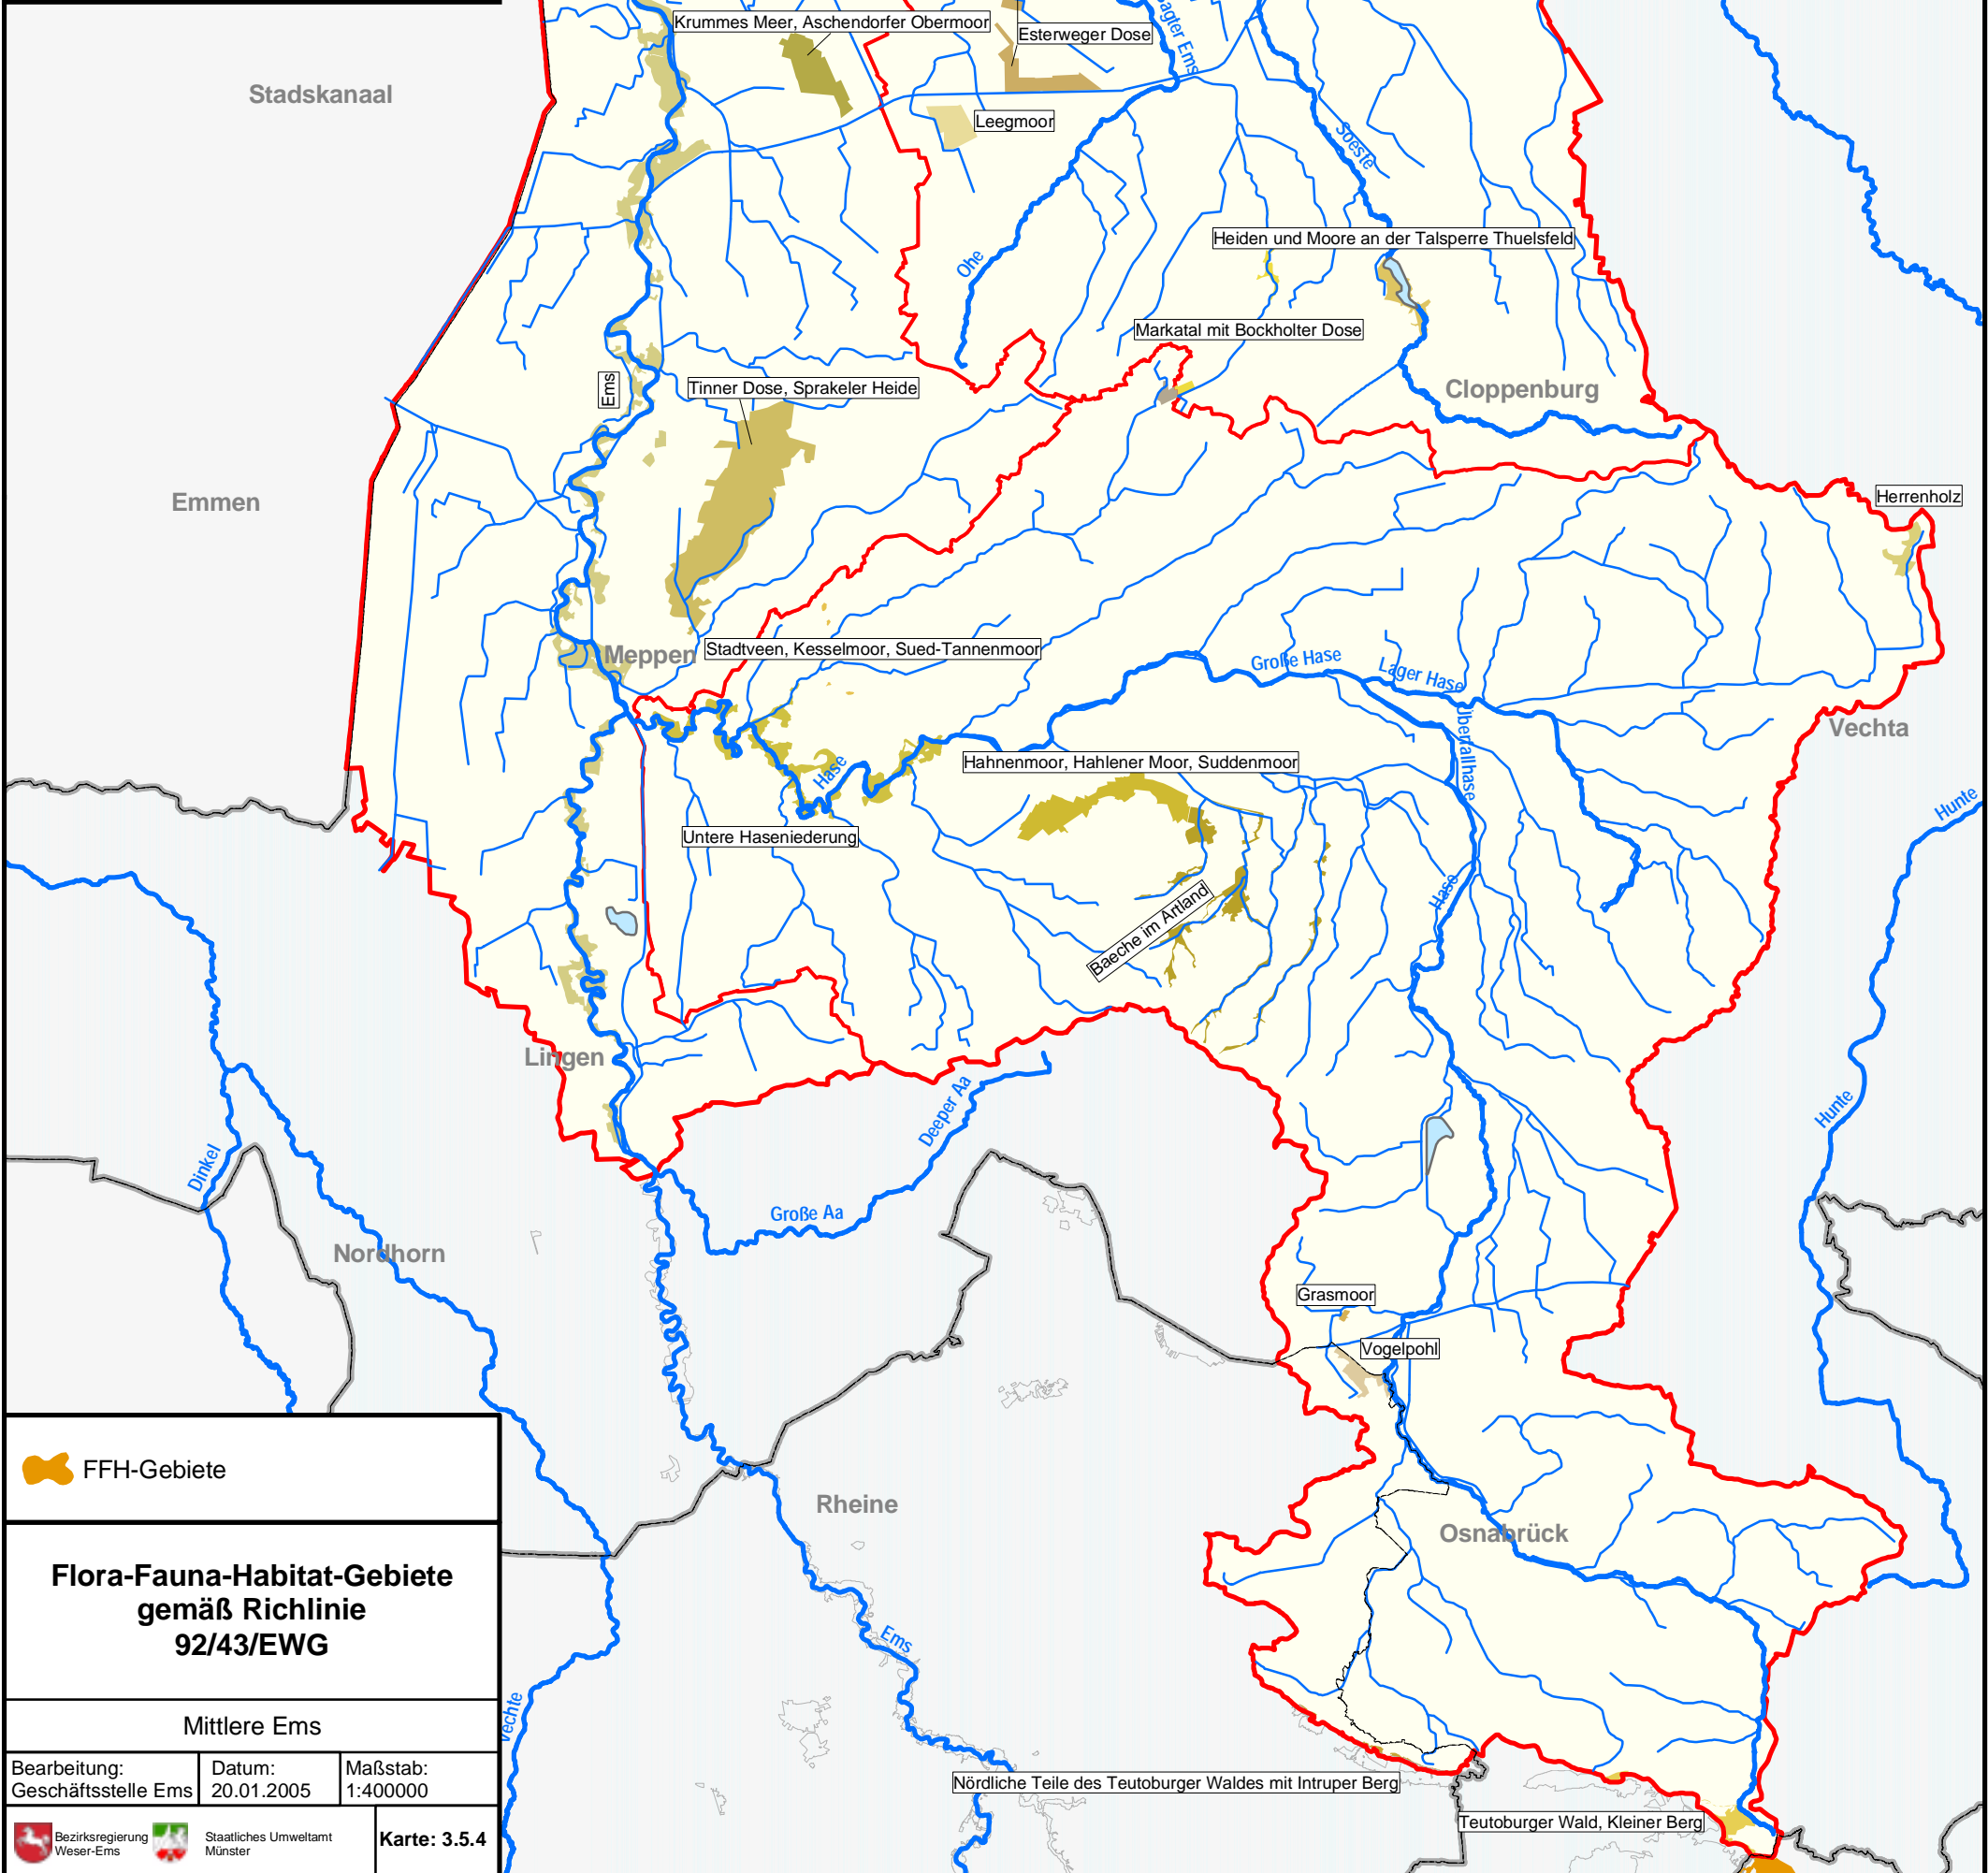 Krummes Meer, Aschendorfer Obermoor
Esterweger Dose
Stadskanaal
Leegmoor
Soeste
Heiden und Moore an der Talsperre Thuelsfeld
Ohe
Markatal mit Bockholter Dose
Ems
Tinner Dose, Sprakeler Heide
Cloppenburg
Emmen
Herrenholz
Meppen
Stadtveen, Kesselmoor, Sued-Tannenmoor
Große Hase
Lager Hase
Überfallhase
Vechta
Hahnenmoor, Hahlener Moor, Suddenmoor
Hase
Hunte
Untere Haseniederung
Hase
Baeche im Artland
Lingen
Deeper Aa
Hunte
Dinkel
Große Aa
Nordhorn
Grasmoor
Vogelpohl
FFH-Gebiete
Rheine
Osnabrück
Flora-Fauna-Habitat-Gebiete
gemäß Richlinie
92/43/EWG
Ems
Vechte
Mittlere Ems
Bearbeitung:
Geschäftsstelle Ems
Datum:
20.01.2005
Maßstab:
1:400000
Nördliche Teile des Teutoburger Waldes mit Intruper Berg
Teutoburger Wald, Kleiner Berg
Bezirksregierung
Weser-Ems
Staatliches Umweltamt
Münster
Karte: 3.5.4